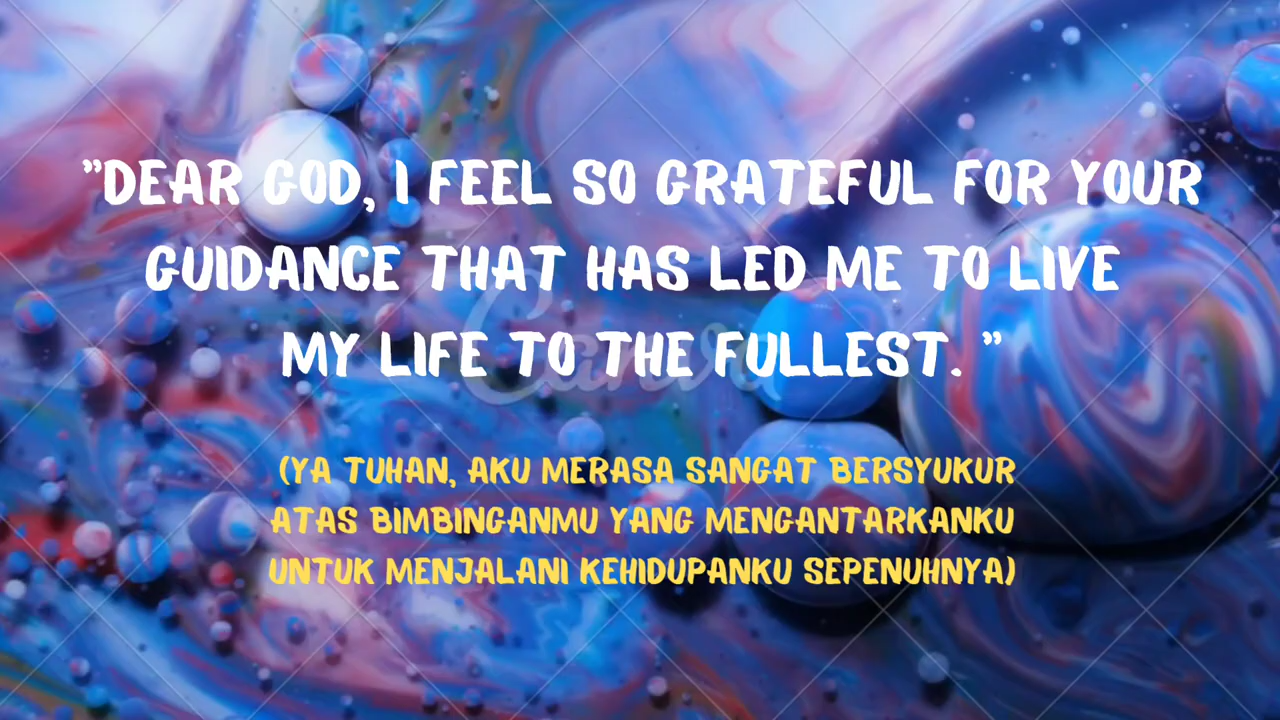 "DEAR GOD, I FEEL SO GRATEFUL FOR YOUR
GUIDANCE THAT HAS LED ME TO LIVE
MY LIFE TO THE FULLEST. "
Canva
(YA TUHAN, AKU MERASA SANGAT BERSYUKUR
ATAS BIMBINGANMU YANG MENGANTARKANKU
UNTUK MENJALANI KEHIDUPANKU SEPENUHNYA)